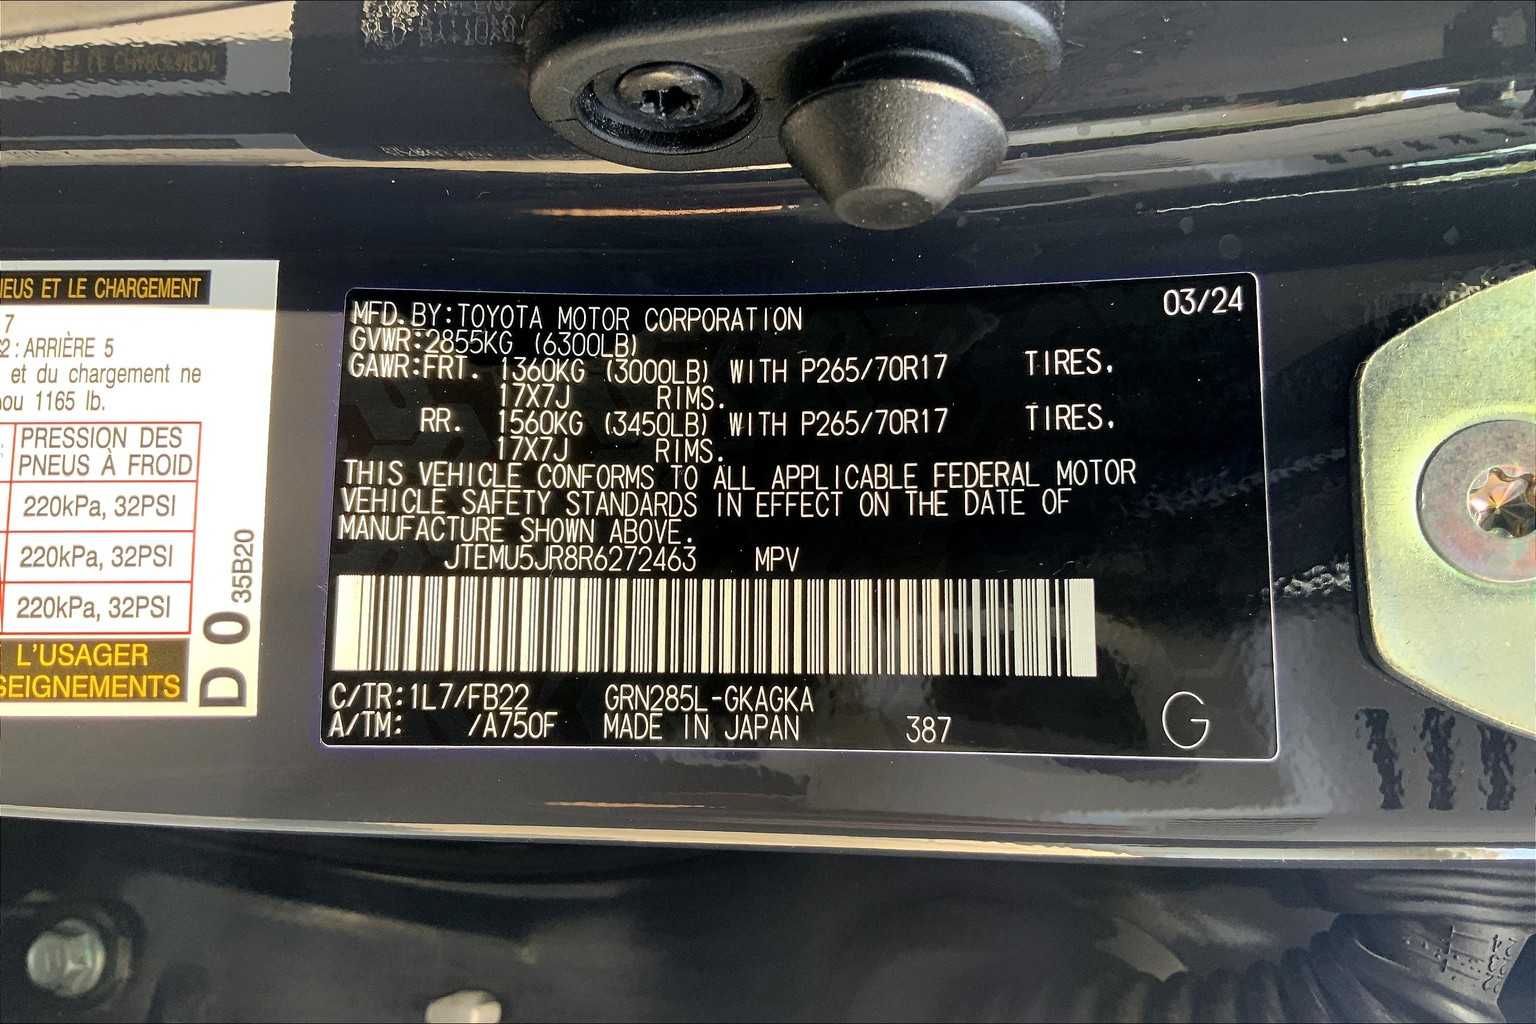 NEUS ET LE CHARGEMENT
7
2 : ARRIÈRE 5
et du chargement ne
ou 1165 lb.
PRESSION DES
PNEUS À FROID
220kPa, 32PSI
220kPa, 32PSI
220kPa, 32PSI
L'USAGER
SEIGNEMENTS
D 0 35B20
MFD. BY: TOYOTA MOTOR CORPORATION 03/24
GVWR: 2855KG (6300LB)
GAWR: FRT. 1360KG (3000LB) WITH P265/70R17 TIRES,
17X7J RIMS.
RR. 1560KG (3450LB) WITH P265/70R17 TIRES,
17X7J RIMS.
THIS VEHICLE CONFORMS TO ALL APPLICABLE FEDERAL MOTOR
VEHICLE SAFETY STANDARDS IN EFFECT ON THE DATE OF
MANUFACTURE SHOWN ABOVE.
JTEMU5JR8R6272463 MPV
C/TR: 1L7/FB22 GRN285L-GKAGKA
A/TM: /A750F MADE IN JAPAN 387 G
24
23
22